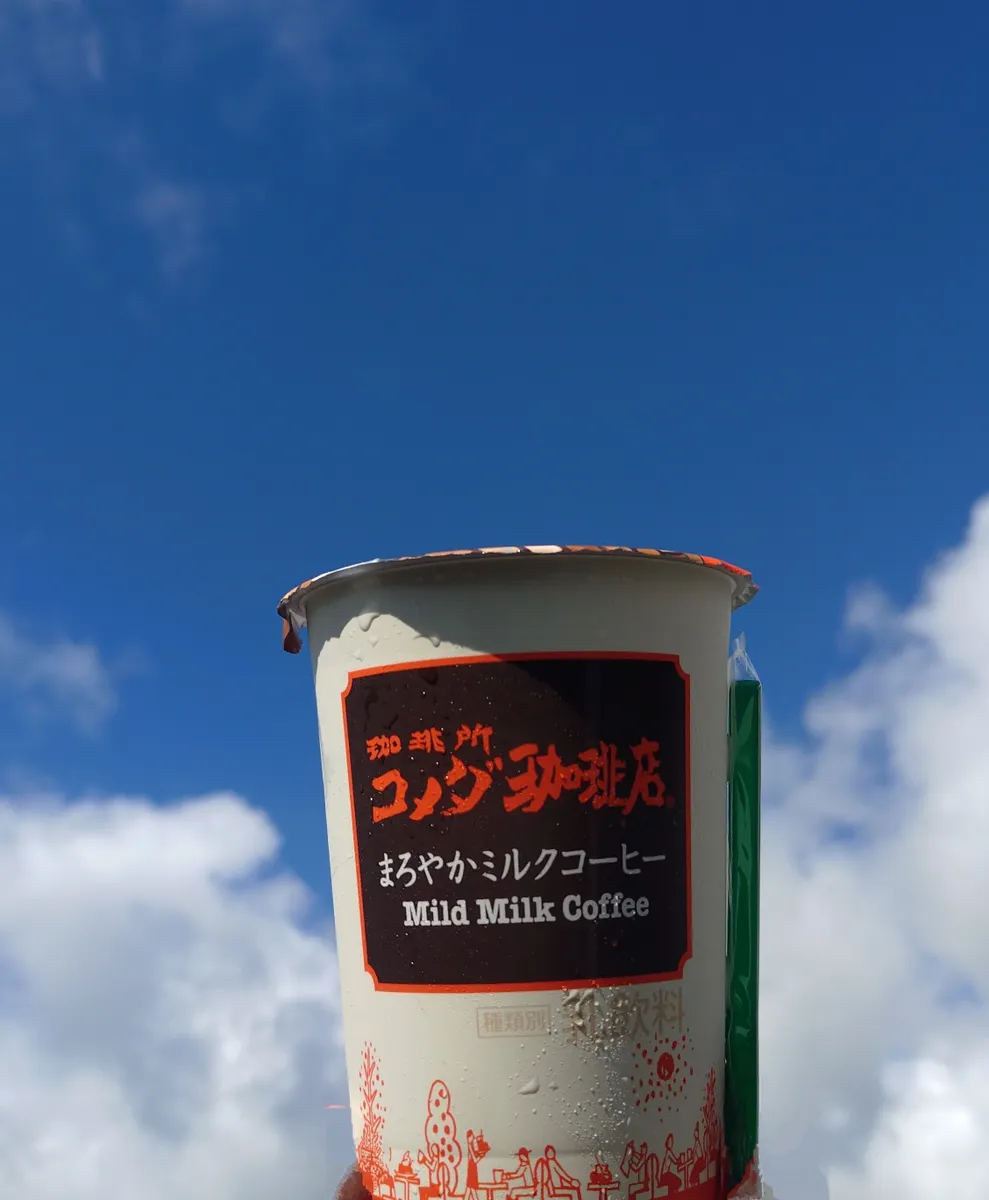 珈琲所
コメダ珈琲店
まろやかミルクコーヒー
Mild Milk Coffee
種類別 乳飲料